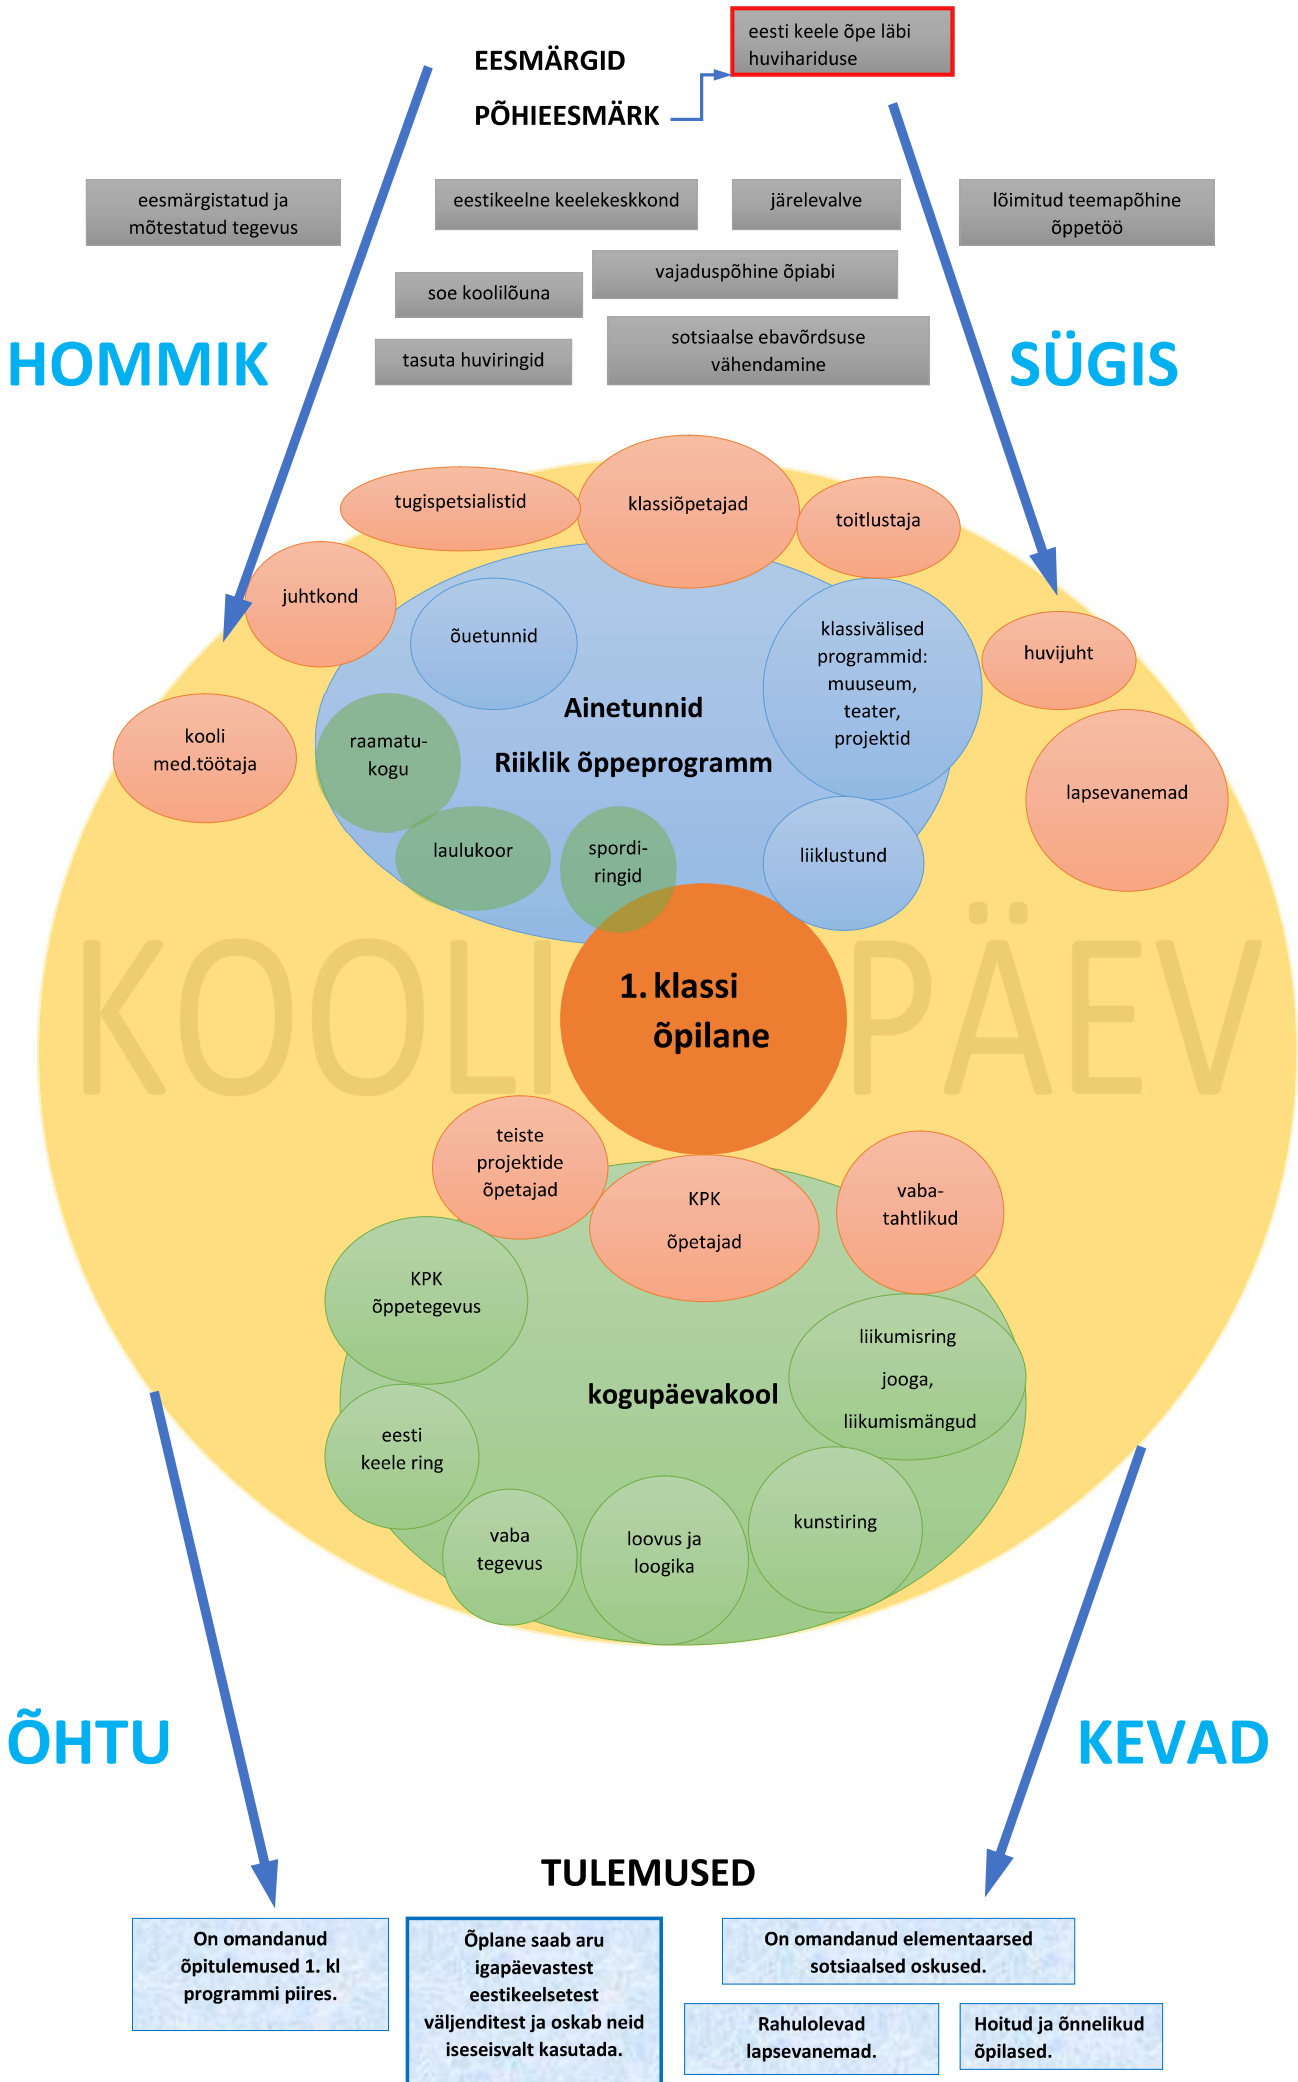 eesti keele õpe läbi
huvihariduse
EESMÄRGID
PÕHIEESMÄRK
eesmärgistatud ja
mõtestatud tegevus
eestikeelne keelekeskkond
järelevalve
lõimitud teemapõhine
õppetöö
vajaduspõhine õpiabi
soe koolilõuna
sotsiaalse ebavõrdsuse
vähendamine
tasuta huviringid
HOMMIK
SÜGIS
tugispetsialistid
klassiõpetajad
toitlustaja
juhtkond
õuetunnid
klassivälised
programmid:
muuseum,
teater,
projektid
huvijuht
Ainetunnid
Riiklik õppeprogramm
kooli
med.töötaja
raamatu-
kogu
lapsevanemad
laulukoor
spordi-
ringid
liiklustund
KOOLI PÄEV
1. klassi
õpilane
teiste
projektide
õpetajad
KPK
õpetajad
vaba-
tahtlikud
KPK
õppetegevus
liikumisring
jooga,
liikumismängud
kogupäevakool
eesti
keele ring
vaba
tegevus
loovus ja
loogika
kunstiring
ÕHTU
KEVAD
TULEMUSED
On omandanud
õpitulemused 1. kl
programmi piires.
Õplane saab aru
igapäevastest
eestikeelsetest
väljenditest ja oskab neid
iseseisvalt kasutada.
On omandanud elementaarsed
sotsiaalsed oskused.
Rahulolevad
lapsevanemad.
Hoitud ja õnnelikud
õpilased.